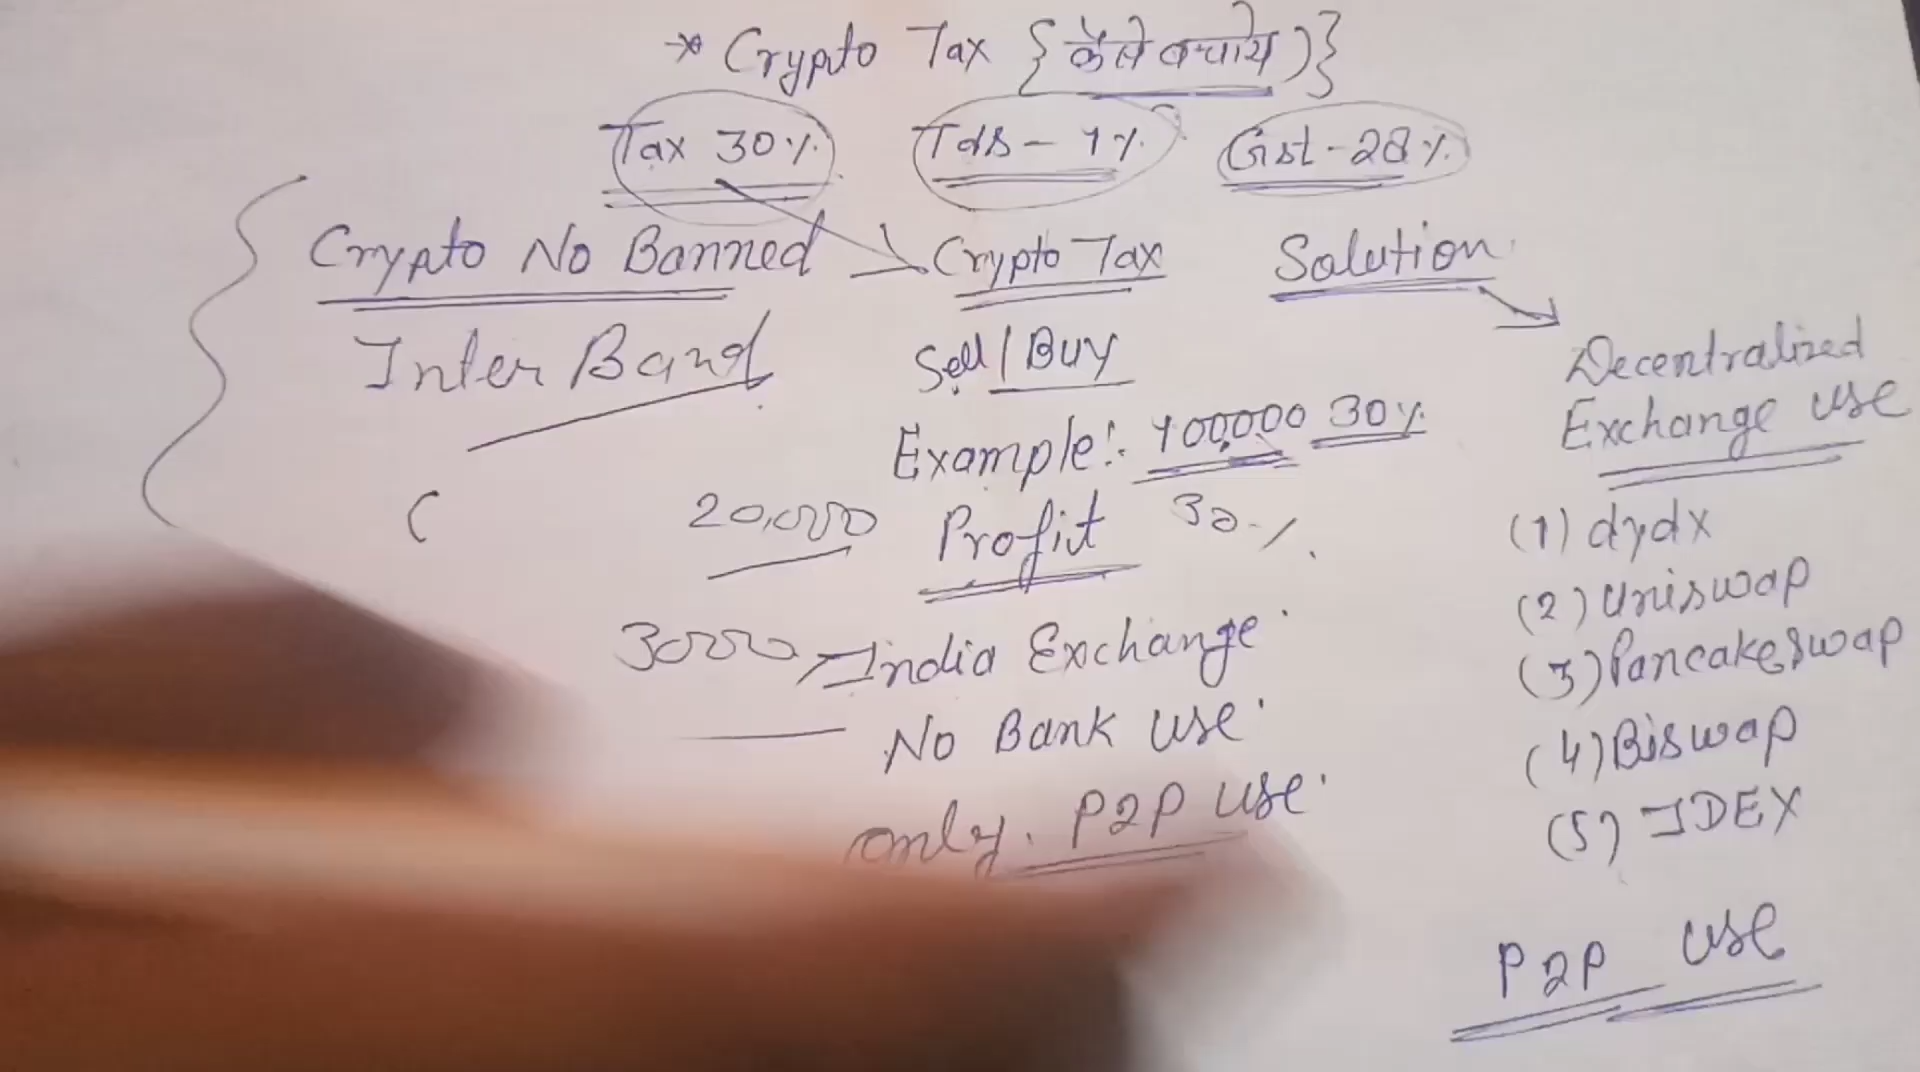 * Crypto Tax {कैसे बचाये)}
Tax 30% Tds - 1% Gst - 28%
Crypto No Banned
Inter Band
Crypto Tax
Sell / Buy
Example:- 100,000 30%
20,000 Profit 30%
3000 India Exchange
No Bank Use
Only P2P Use
Solution
Decentralized
Exchange Use
(1) dydx
(2) Uniswap
(3) Pancakeswap
(4) Biswap
(5) IDEX
P2P Use